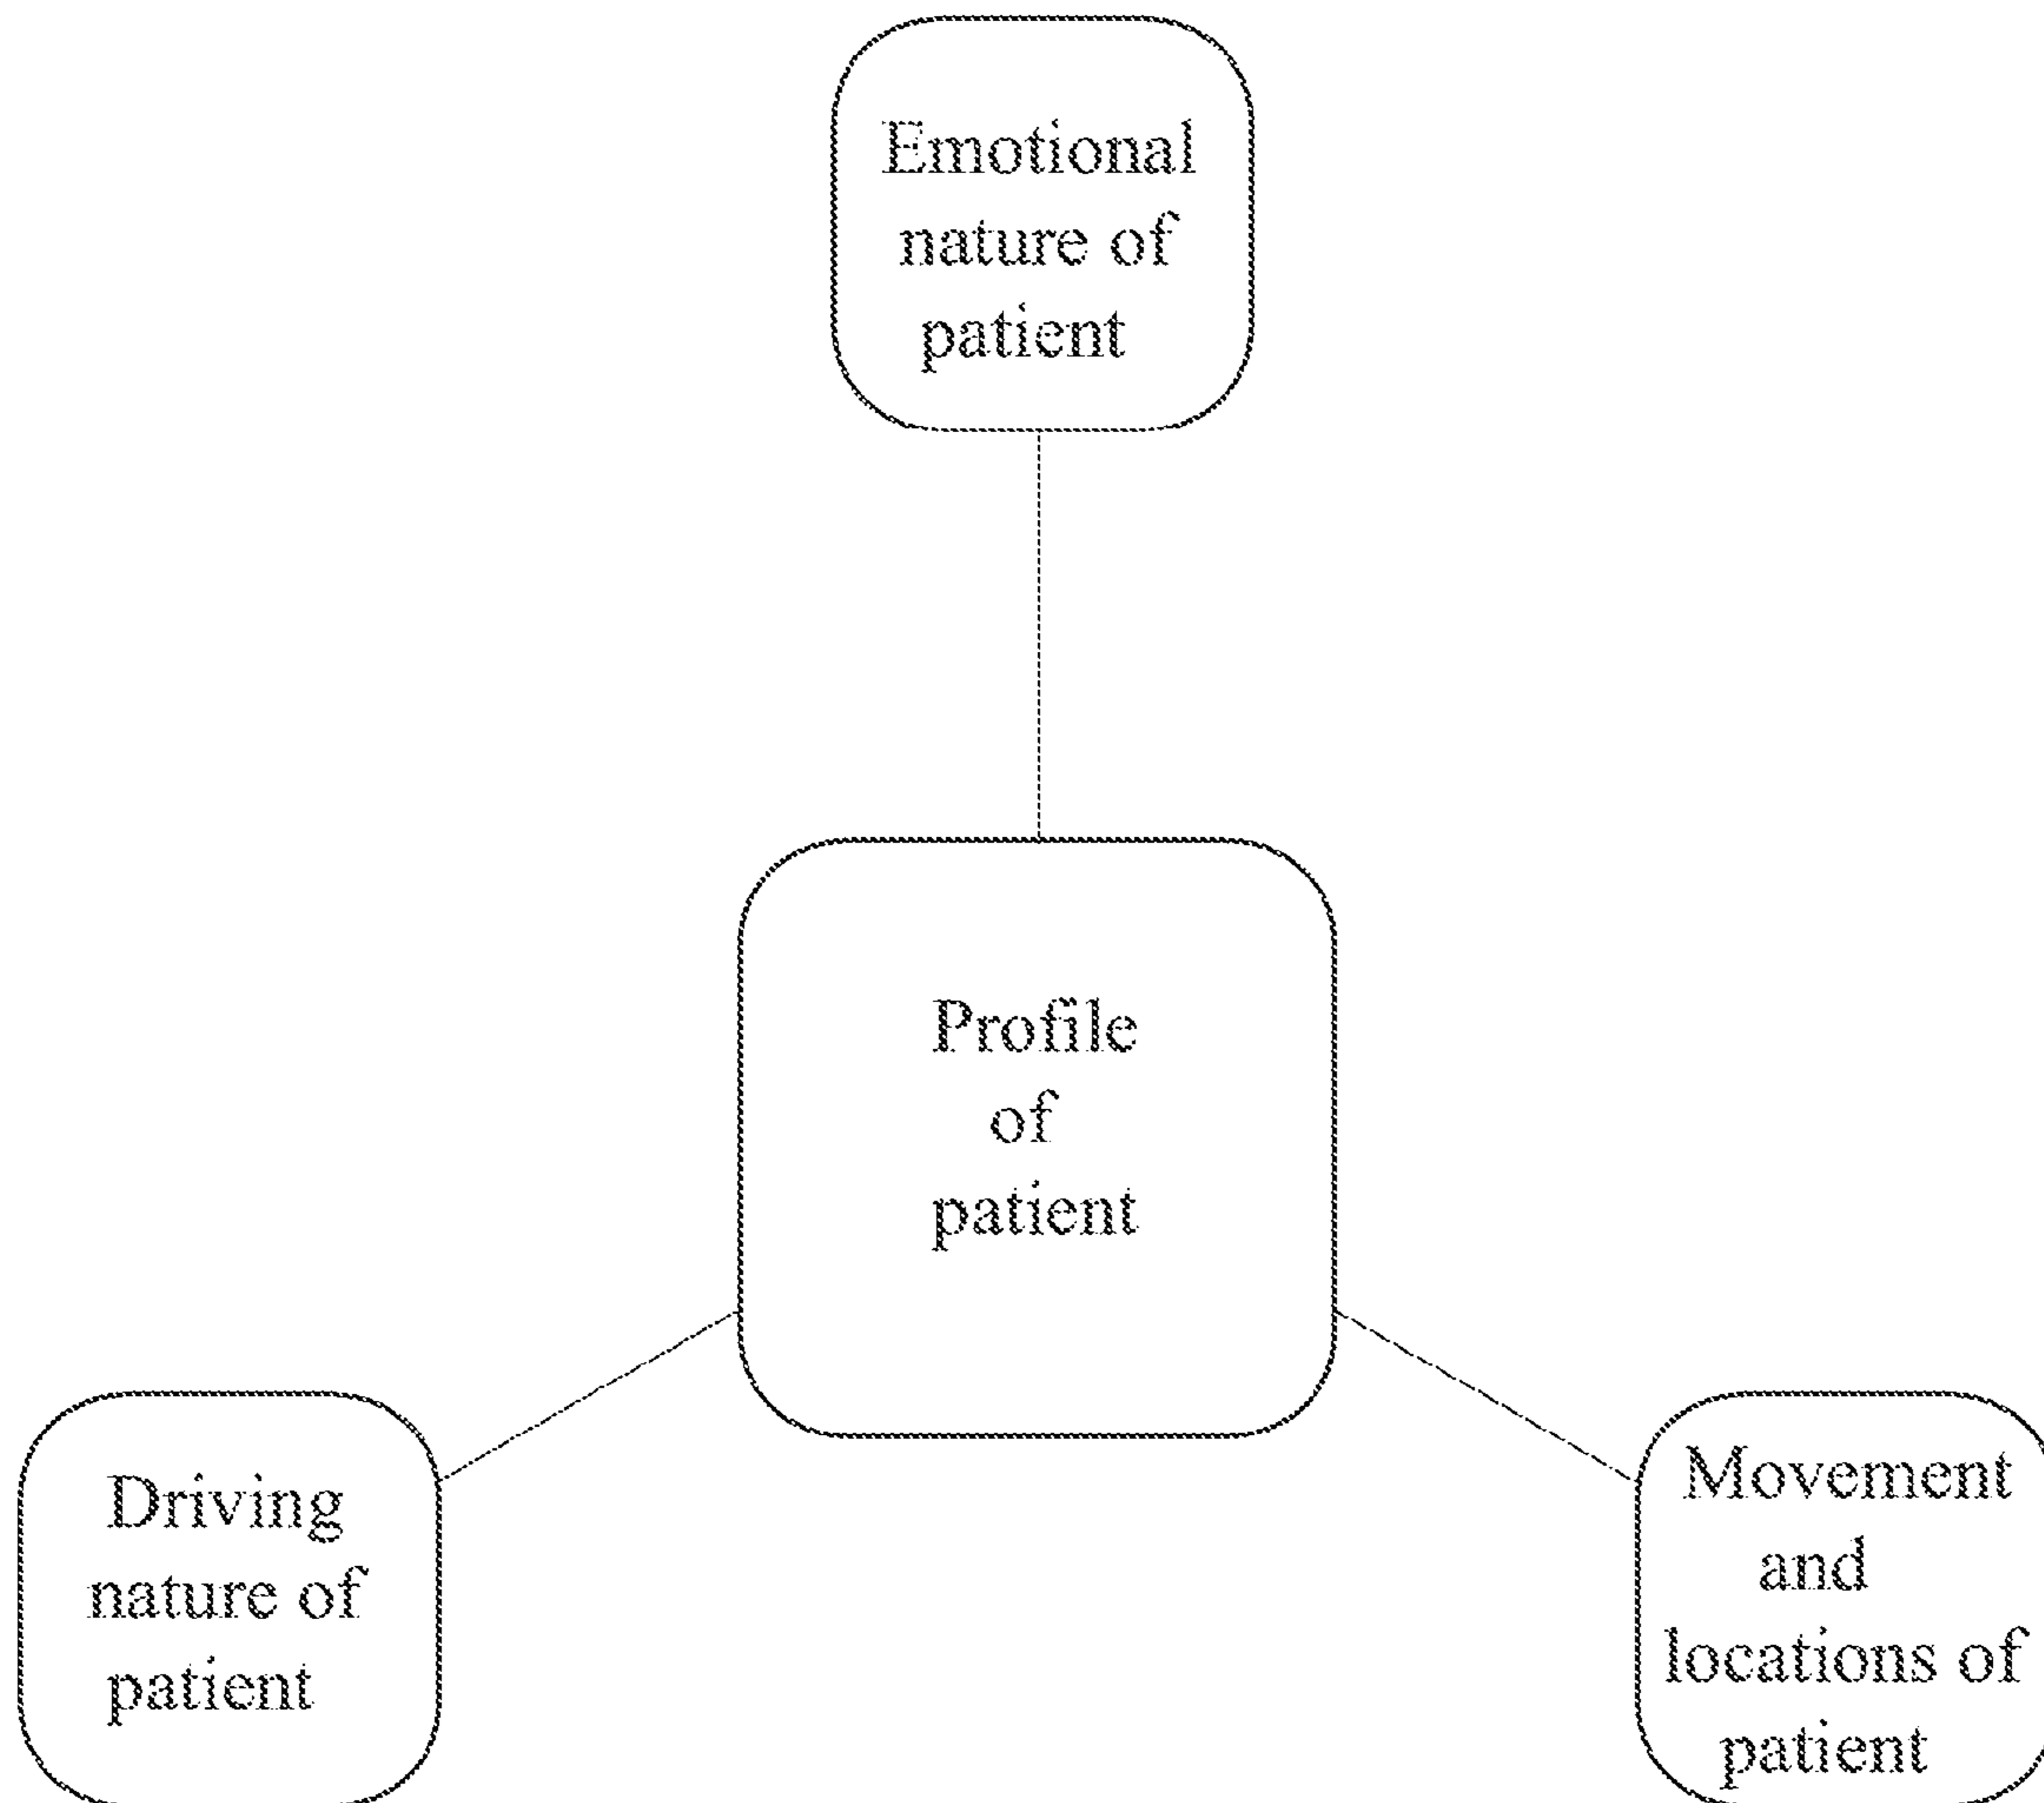 Emotional
nature of
patient
Profile
of
patient
Driving
nature of
patient
Movement
and
locations of
patient